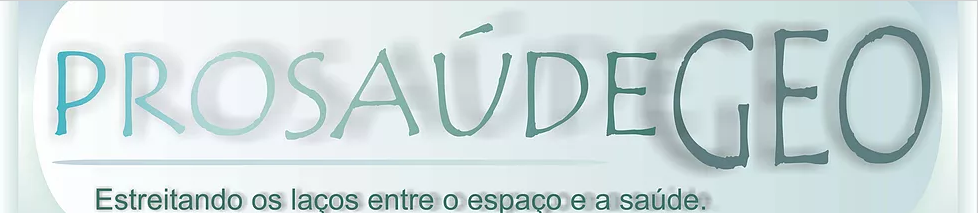 PROSAÚDEGEO
Estreitando os laços entre o espaço e a saúde.